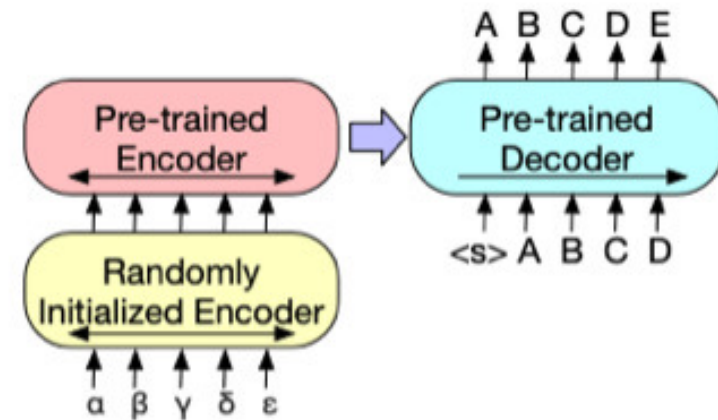 A B C D E
Pre-trained
Encoder
Pre-trained
Decoder
<s> A B C D
Randomly
Initialized Encoder
α β γ δ ε